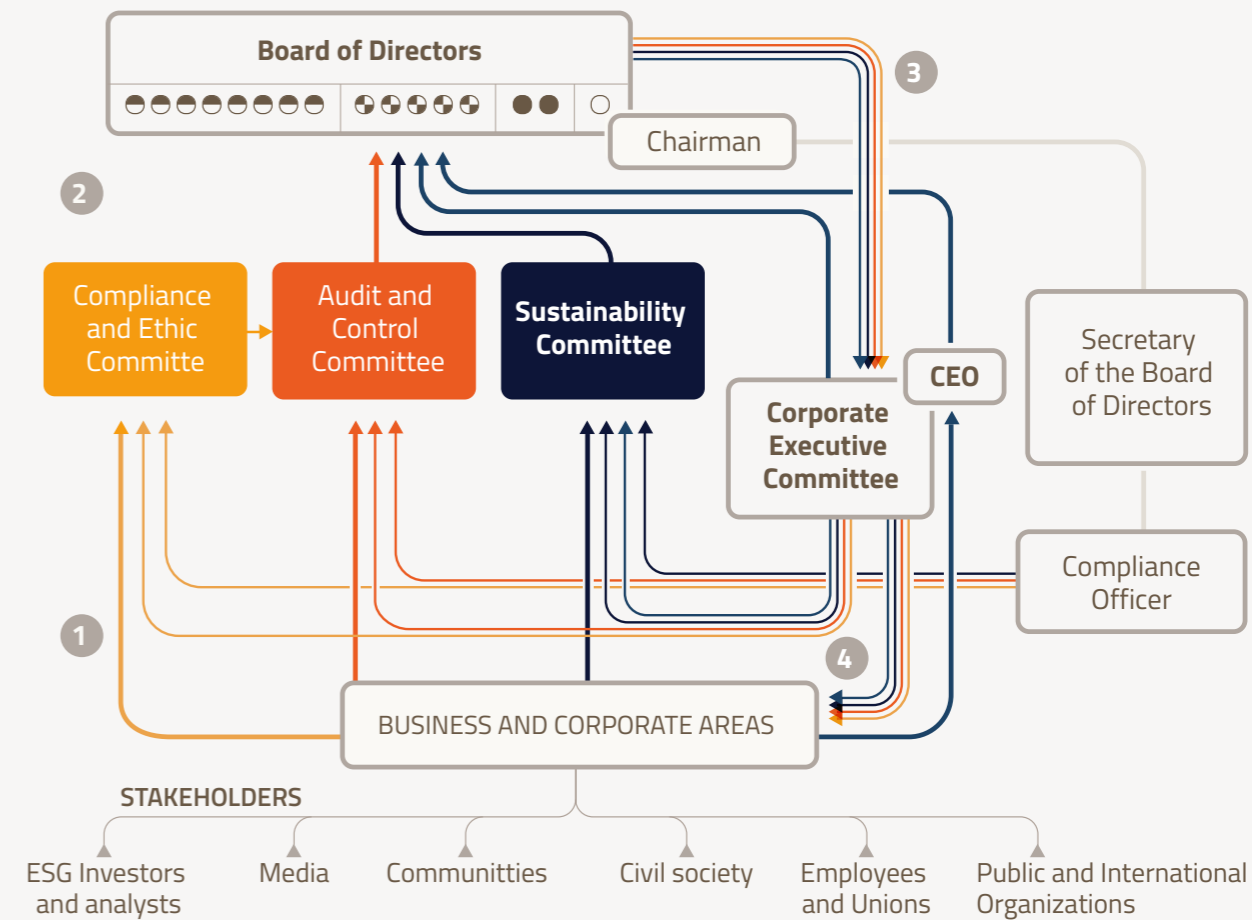 Board of Directors
3
Chairman
2
Compliance
and Ethic
Committe
Audit and
Control
Committee
Sustainability
Committee
CEO
Corporate
Executive
Committee
Secretary
of the Board
of Directors
Compliance
Officer
1
4
BUSINESS AND CORPORATE AREAS
STAKEHOLDERS
ESG Investors
and analysts
Media
Communitties
Civil society
Employees
and Unions
Public and International
Organizations